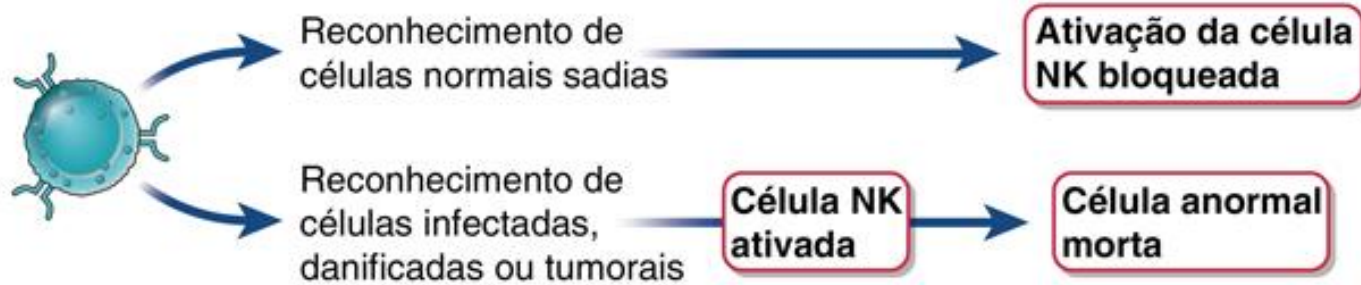 Reconhecimento de
células normais sadias
Ativação da célula
NK bloqueada
Reconhecimento de
células infectadas,
danificadas ou tumorais
Célula NK
ativada
Célula anormal
morta